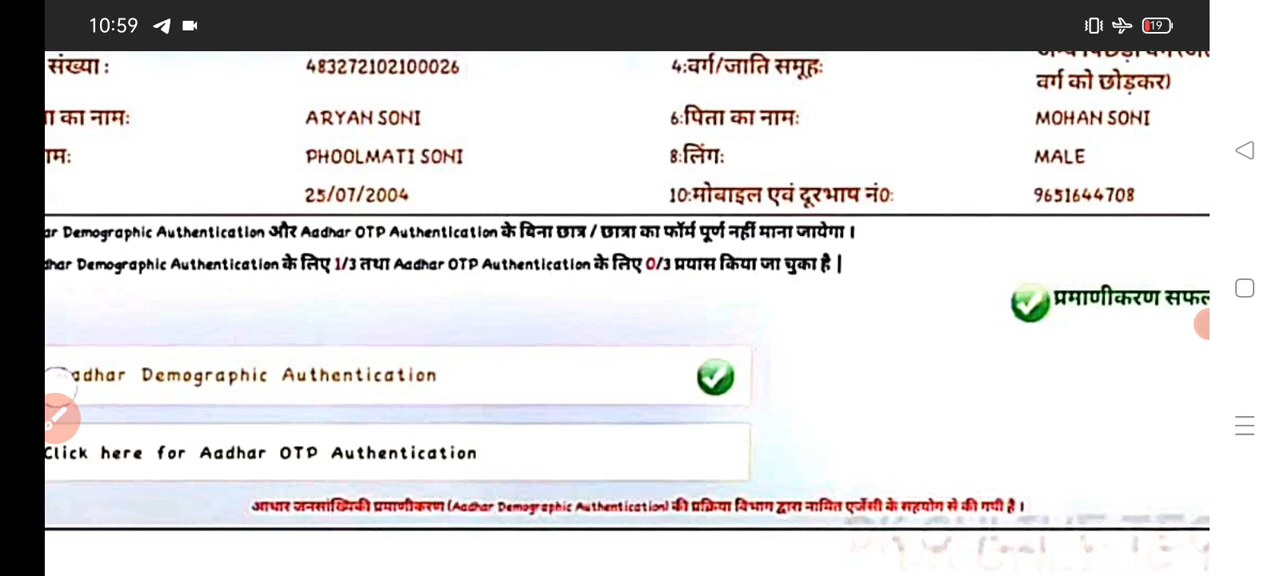 10:59 19
संख्या : 483272102100026 4:वर्ग/जाति समूह: वर्ग को छोड़कर)
का नाम: ARYAN SONI 6:पिता का नाम: MOHAN SONI
PHOOLMATI SONI 8:लिंग: MALE
25/07/2004 10:मोबाइल एवं दूरभाष नं0: 9651644708
Demographic Authentication और Aadhar OTP Authentication के बिना छात्र / छात्रा का फॉर्म पूर्ण नहीं माना जायेगा ।
Demographic Authentication के लिए 1/3 तथा Aadhar OTP Authentication के लिए 0/3 प्रयास किया जा चुका है |
प्रमाणीकरण सफल
Aadhar Demographic Authentication
Click here for Aadhar OTP Authentication
आधार जनसांख्यिकी प्रमाणीकरण (Aadhar Demographic Authentication) की प्रक्रिया विभाग द्वारा नामित एजेंसी के सहयोग से की गयी है ।